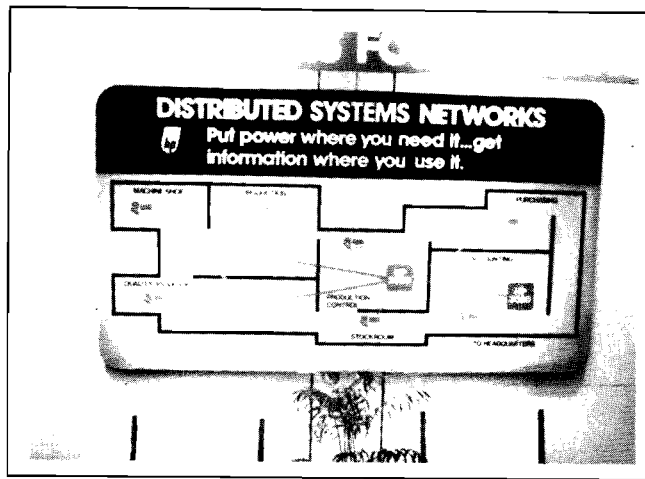 DISTRIBUTED SYSTEMS NETWORKS
Put power where you need it...get
information where you use it.
MACHINE SHOP
PURCHASING
PRODUCTION
CONTROL
STOCKROOM
TO HEADQUARTERS